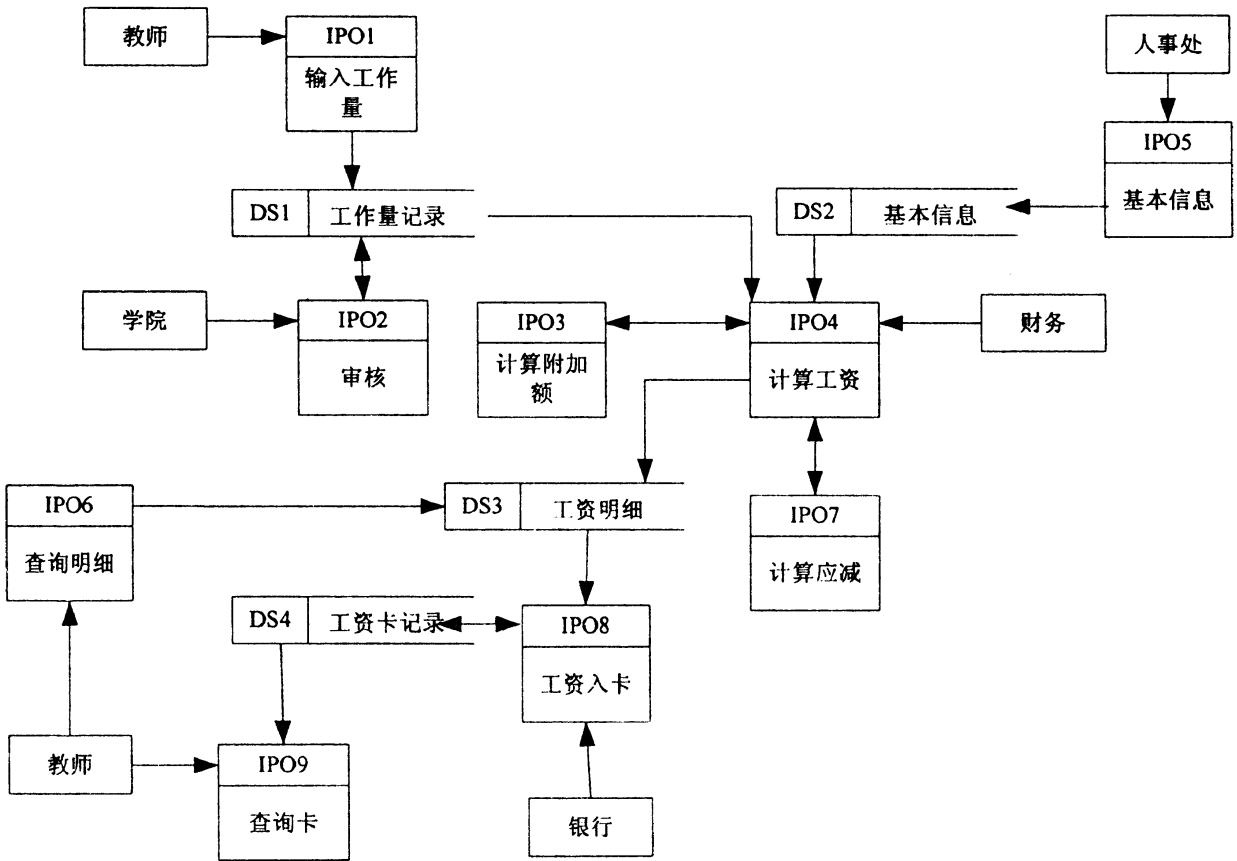 教师
IPO1
输入工作
量
人事处
IPO5
基本信息
DS1
工作量记录
DS2
基本信息
学院
IPO2
审核
IPO3
计算附加
额
IPO4
计算工资
财务
IPO6
查询明细
DS3
工资明细
IPO7
计算应减
DS4
工资卡记录
IPO8
工资入卡
教师
IPO9
查询卡
银行